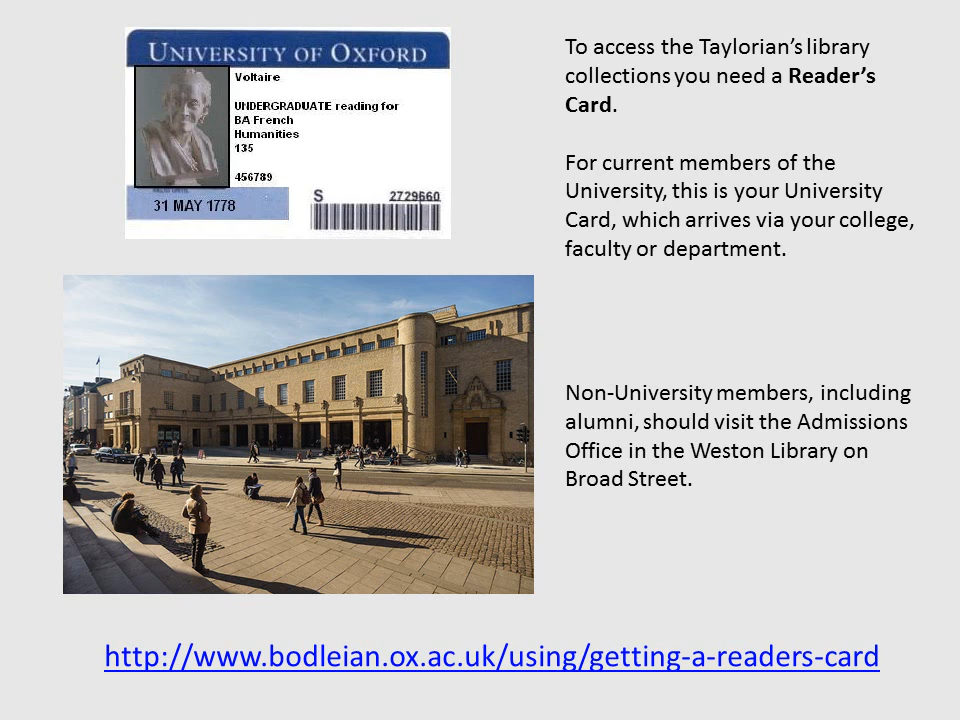 UNIVERSITY OF OXFORD
Voltaire
UNDERGRADUATE reading for
BA French
Humanities
135
456789
31 MAY 1778
S 2729660
To access the Taylorian’s library
collections you need a Reader’s
Card.
For current members of the
University, this is your University
Card, which arrives via your college,
faculty or department.
Non-University members, including
alumni, should visit the Admissions
Office in the Weston Library on
Broad Street.
http://www.bodleian.ox.ac.uk/using/getting-a-readers-card